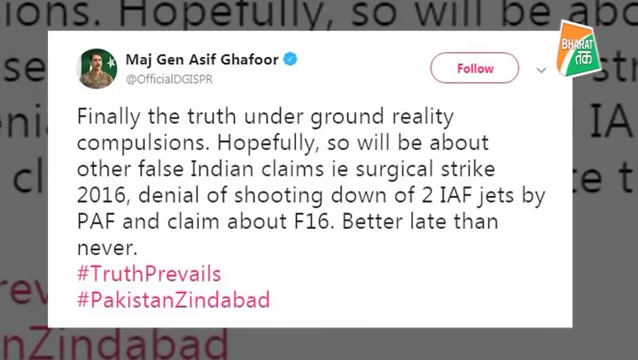 ions. Hopefully, so will be abo
BHARAT
तक
Maj Gen Asif Ghafoor
@OfficialDGISPR
Follow
Finally the truth under ground reality
compulsions. Hopefully, so will be about
other false Indian claims ie surgical strike
2016, denial of shooting down of 2 IAF jets by
PAF and claim about F16. Better late than
never.
#TruthPrevails
#PakistanZindabad
IA
nZindabad